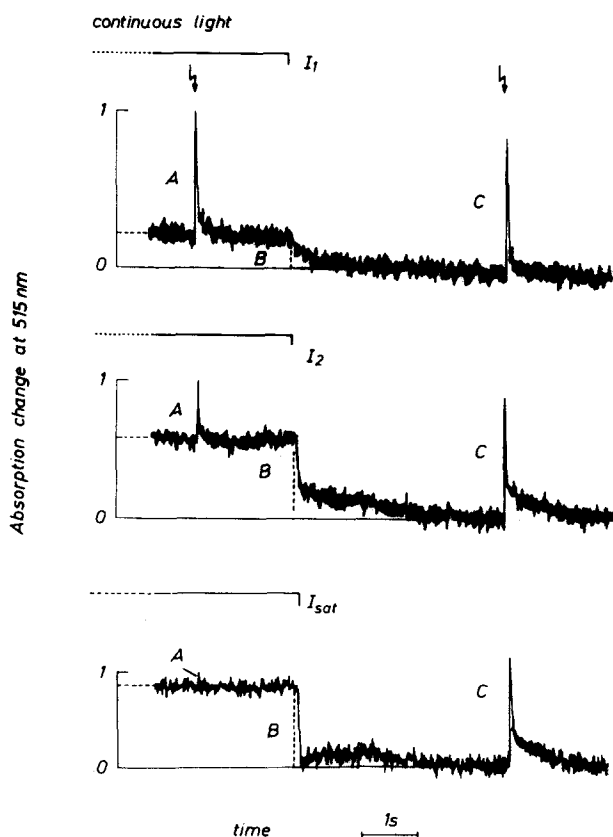 continuous light
I1
1
A
C
B
0
I2
1
A
C
B
0
Absorption change at 515 nm
Isat
A
1
C
B
0
time
1s